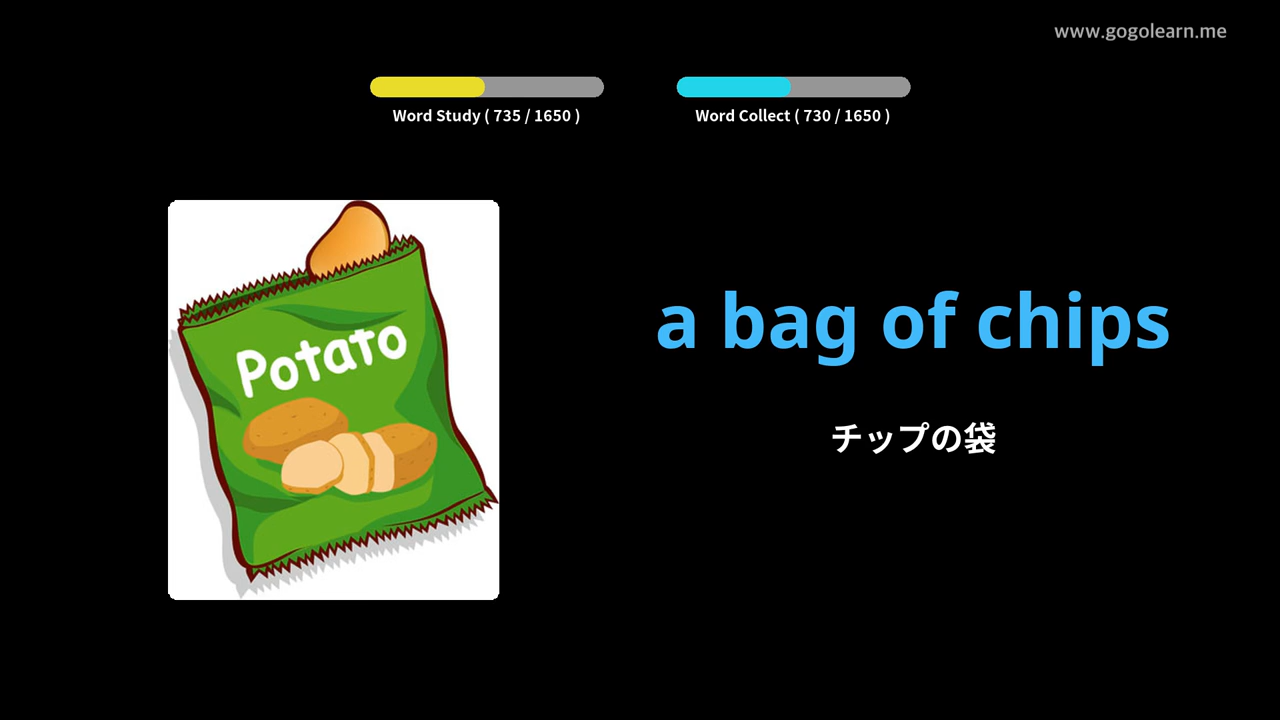 www.gogolearn.me
Word Study ( 735 / 1650 )
Word Collect ( 730 / 1650 )
Potato
a bag of chips
チップの袋